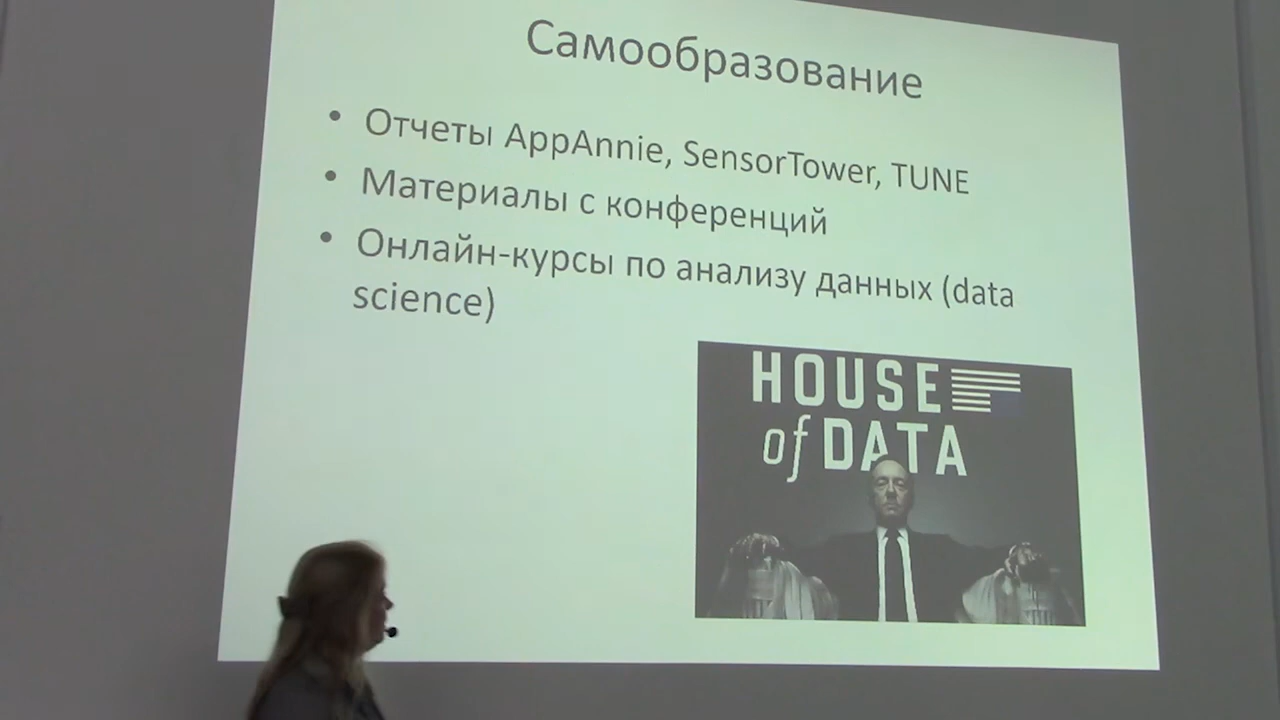 Самообразование
• Отчеты AppAnnie, SensorTower, TUNE
• Материалы с конференций
• Онлайн-курсы по анализу данных (data
science)
HOUSE
of DATA